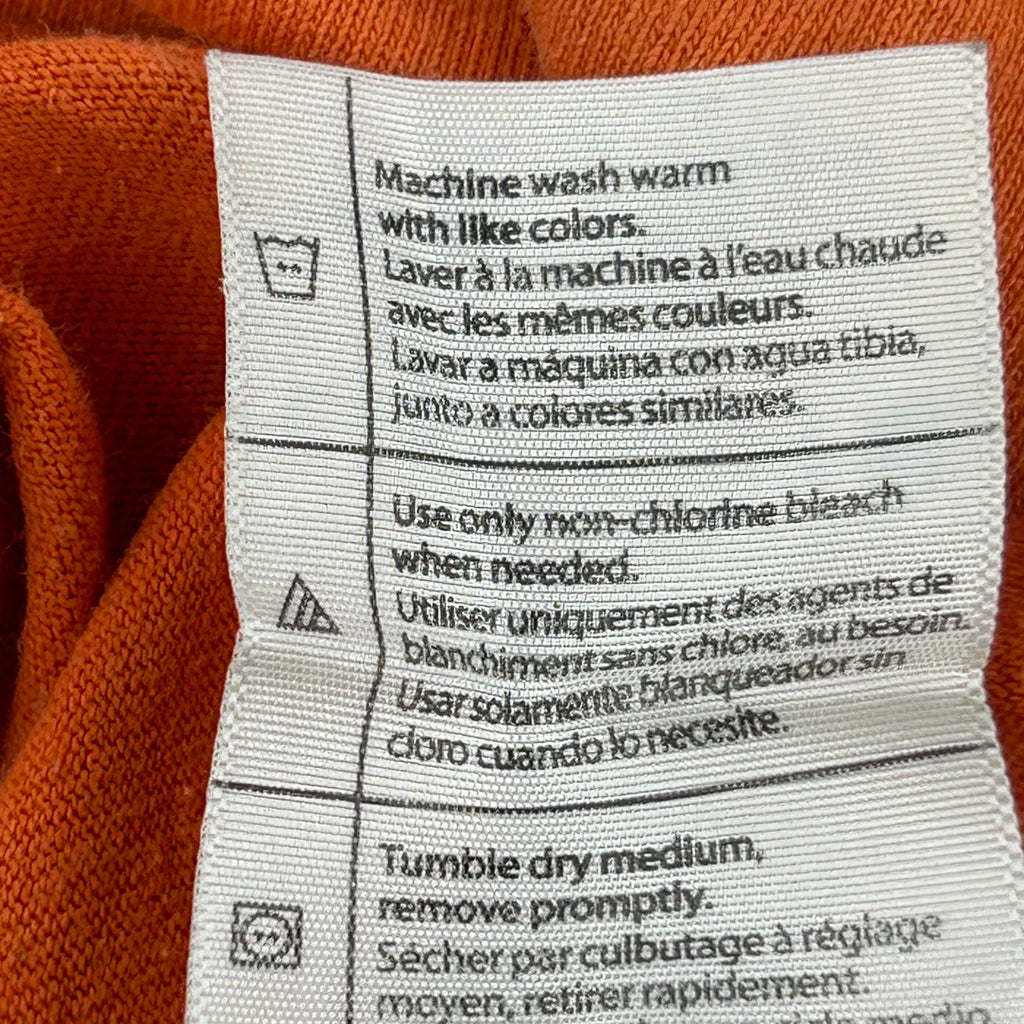 Machine wash warm
with like colors.
Laver à la machine à l'eau chaude
avec les mêmes couleurs.
Lavar a máquina con agua tibia,
junto a colores similares.
Use only non-chlorine bleach
when needed.
Utiliser uniquement des agents de
blanchiment sans chlore, au besoin.
Usar solamente blanqueador sin
cloro cuando lo necesite.
Tumble dry medium,
remove promptly.
Sécher par culbutage à réglage
moyen, retirer rapidement.
medio